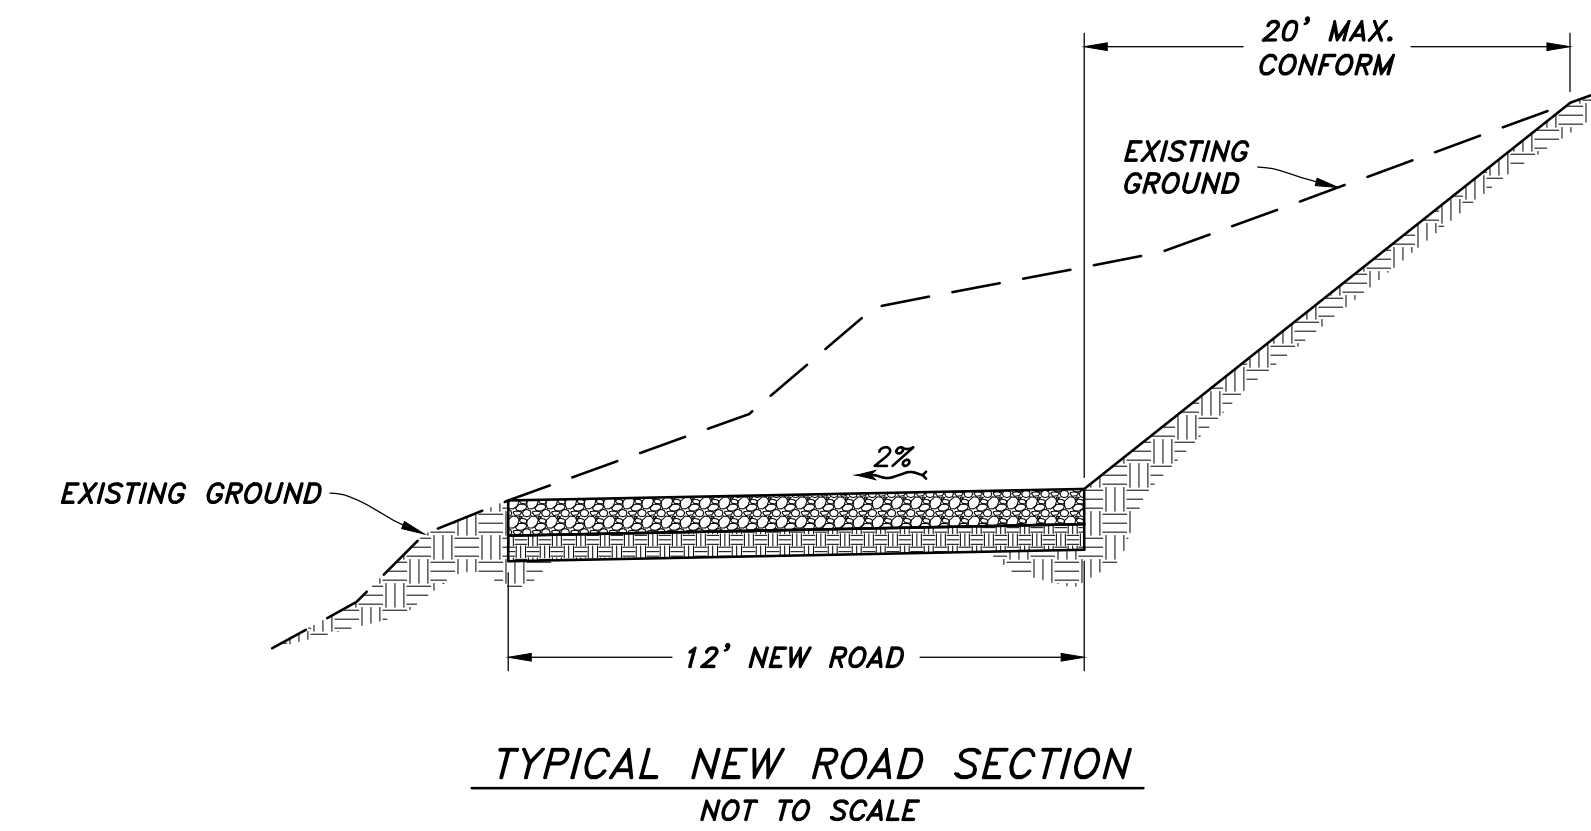 20' MAX.
CONFORM
EXISTING
GROUND
2%
EXISTING GROUND
12' NEW ROAD
TYPICAL NEW ROAD SECTION
NOT TO SCALE